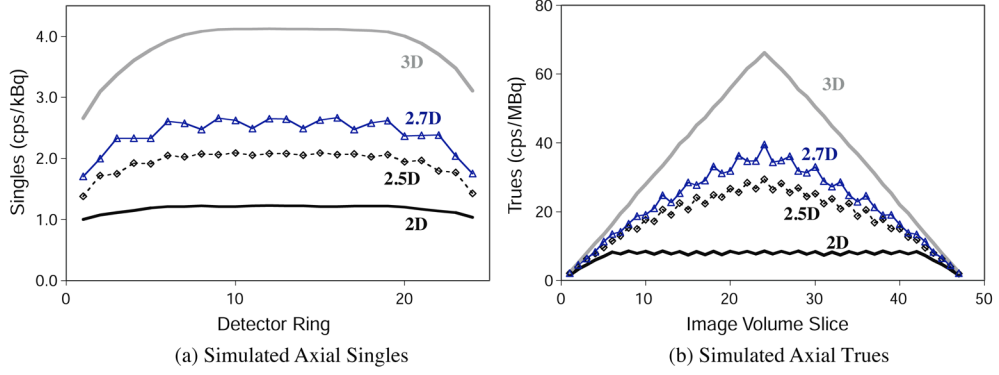 4.0
3.0
2.0
1.0
0.0
Singles (cps/kBq)
3D
2.7D
2.5D
2D
0
10
20
Detector Ring
(a) Simulated Axial Singles
80
60
40
20
0
Trues (cps/MBq)
3D
2.7D
2.5D
2D
0
10
20
30
40
50
Image Volume Slice
(b) Simulated Axial Trues